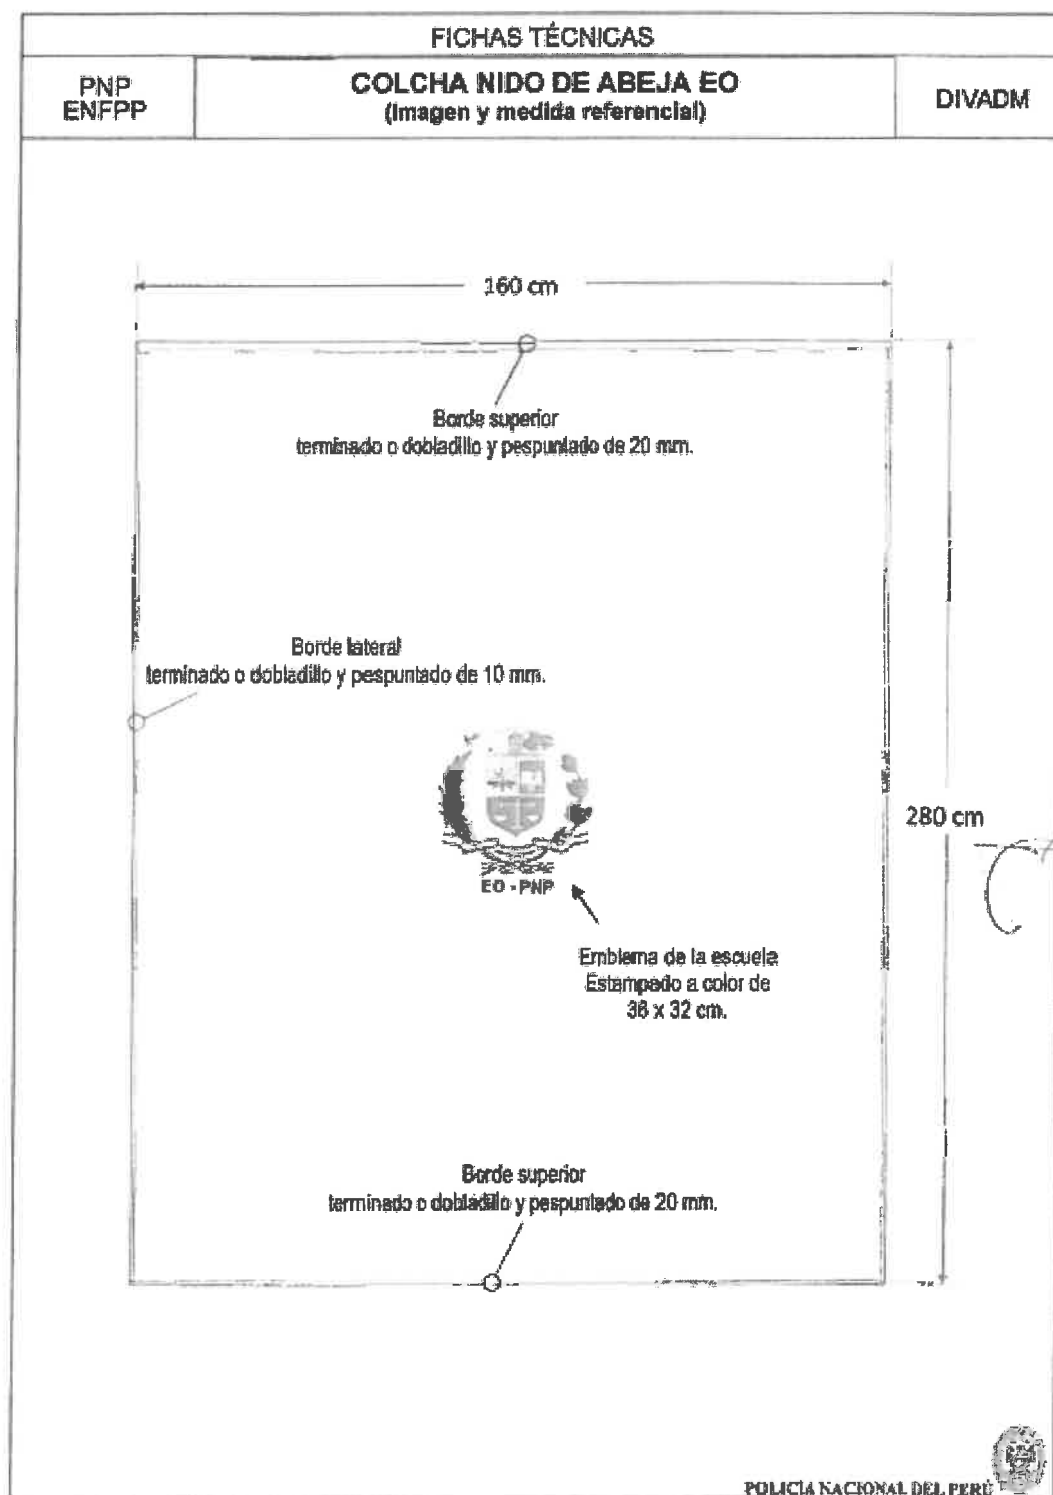 FICHAS TÉCNICAS
PNP
ENFPP
COLCHA NIDO DE ABEJA EO
(Imagen y medida referencial)
DIVADM
160 cm
Borde superior
terminado o dobladillo y pespuntado de 20 mm.
Borde lateral
terminado o dobladillo y pespuntado de 10 mm.
280 cm
EO - PNP
Emblema de la escuela
Estampado a color de
36 x 32 cm.
Borde superior
terminado o dobladillo y pespuntado de 20 mm.
POLICÍA NACIONAL DEL PERÚ